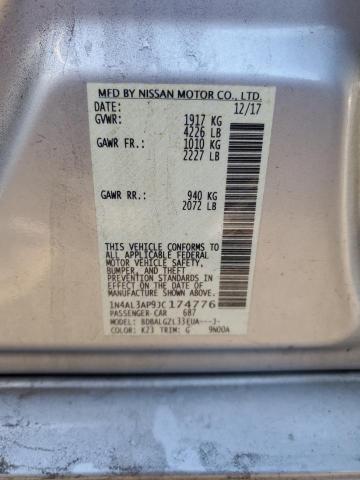 MFD BY NISSAN MOTOR CO., LTD.
DATE: 12/17
GVWR: 1917 KG
4226 LB
GAWR FR.: 1010 KG
2227 LB
GAWR RR.: 940 KG
2072 LB
THIS VEHICLE CONFORMS TO
ALL APPLICABLE FEDERAL
MOTOR VEHICLE SAFETY,
BUMPER, AND THEFT
PREVENTION STANDARDS
IN EFFECT ON THE DATE OF
MANUFACTURE SHOWN ABOVE.
1N4AL3AP9JC174776
PASSENGER-CAR 687
MODEL: BDBALGZL33EUA---J-
COLOR: K23 TRIM: G 9N00A